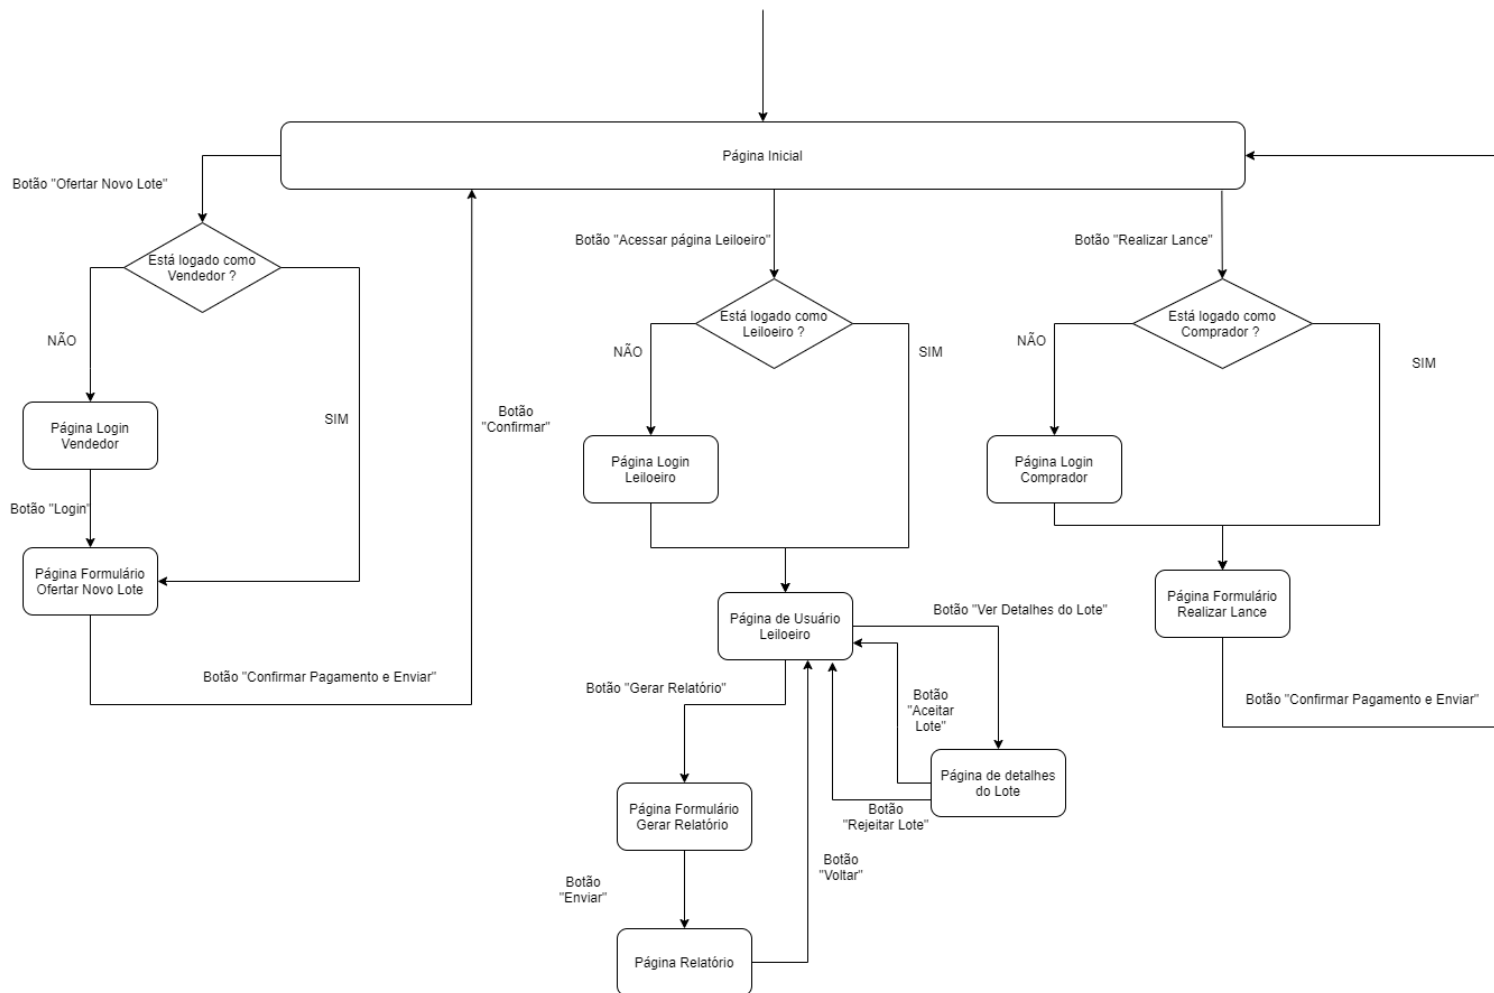 Página Inicial
Botão "Ofertar Novo Lote"
Está logado como
Vendedor ?
NÃO
SIM
Página Login
Vendedor
Botão "Login"
Página Formulário
Ofertar Novo Lote
Botão "Confirmar Pagamento e Enviar"
Botão
"Confirmar"
Botão "Acessar página Leiloeiro"
Está logado como
Leiloeiro ?
NÃO
SIM
Página Login
Leiloeiro
Página de Usuário
Leiloeiro
Botão "Ver Detalhes do Lote"
Botão
"Aceitar
Lote"
Página de detalhes
do Lote
Botão
"Rejeitar Lote"
Botão "Gerar Relatório"
Página Formulário
Gerar Relatório
Botão
"Enviar"
Botão
"Voltar"
Página Relatório
Botão "Realizar Lance"
Está logado como
Comprador ?
NÃO
SIM
Página Login
Comprador
Página Formulário
Realizar Lance
Botão "Confirmar Pagamento e Enviar"